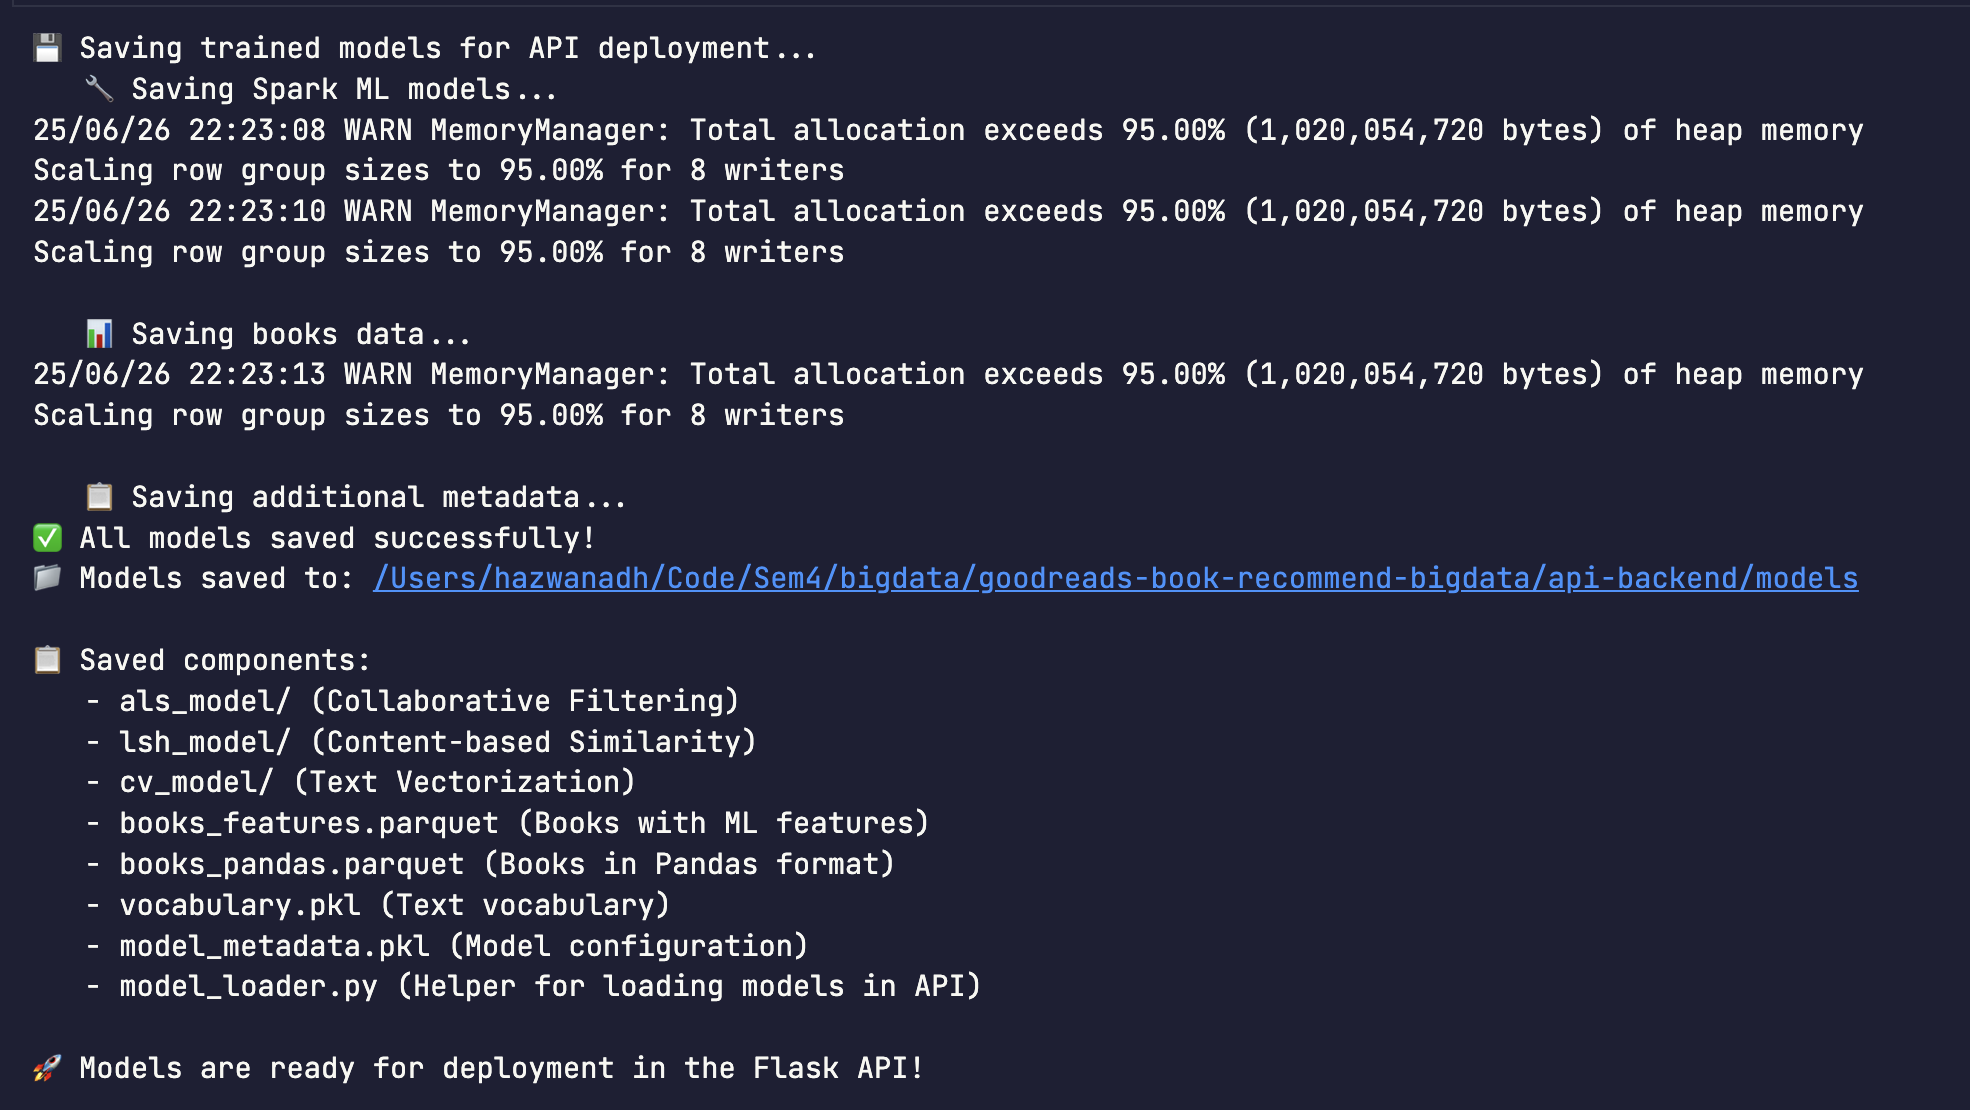 💾 Saving trained models for API deployment...
🔧 Saving Spark ML models...
25/06/26 22:23:08 WARN MemoryManager: Total allocation exceeds 95.00% (1,020,054,720 bytes) of heap memory
Scaling row group sizes to 95.00% for 8 writers
25/06/26 22:23:10 WARN MemoryManager: Total allocation exceeds 95.00% (1,020,054,720 bytes) of heap memory
Scaling row group sizes to 95.00% for 8 writers
📊 Saving books data...
25/06/26 22:23:13 WARN MemoryManager: Total allocation exceeds 95.00% (1,020,054,720 bytes) of heap memory
Scaling row group sizes to 95.00% for 8 writers
📋 Saving additional metadata...
✅ All models saved successfully!
📁 Models saved to: /Users/hazwanadh/Code/Sem4/bigdata/goodreads-book-recommend-bigdata/api-backend/models
📋 Saved components:
- als_model/ (Collaborative Filtering)
- lsh_model/ (Content-based Similarity)
- cv_model/ (Text Vectorization)
- books_features.parquet (Books with ML features)
- books_pandas.parquet (Books in Pandas format)
- vocabulary.pkl (Text vocabulary)
- model_metadata.pkl (Model configuration)
- model_loader.py (Helper for loading models in API)
🚀 Models are ready for deployment in the Flask API!